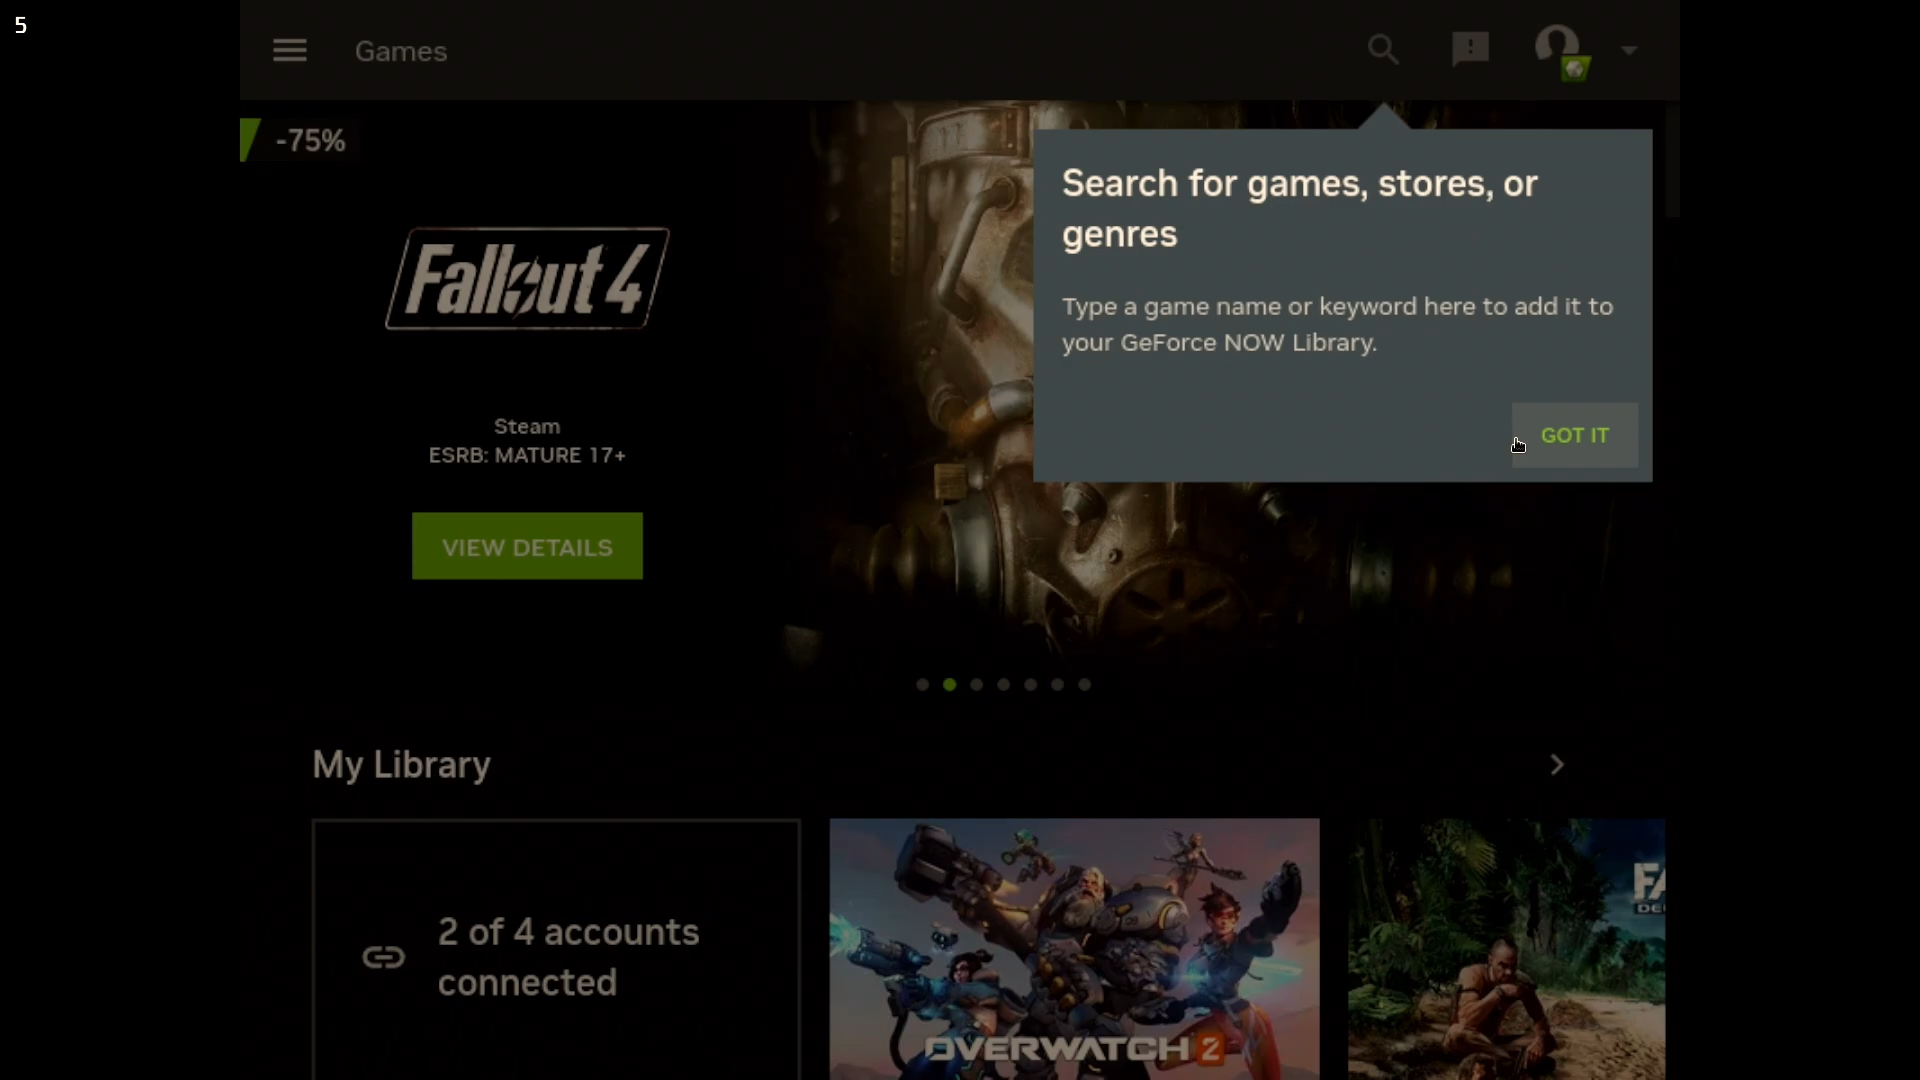 5
Games
-75%
Search for games, stores, or
genres
Type a game name or keyword here to add it to
your GeForce NOW Library.
GOT IT
Fallout 4
Steam
ESRB: MATURE 17+
VIEW DETAILS
My Library
2 of 4 accounts
connected
OVERWATCH 2
FA
DE